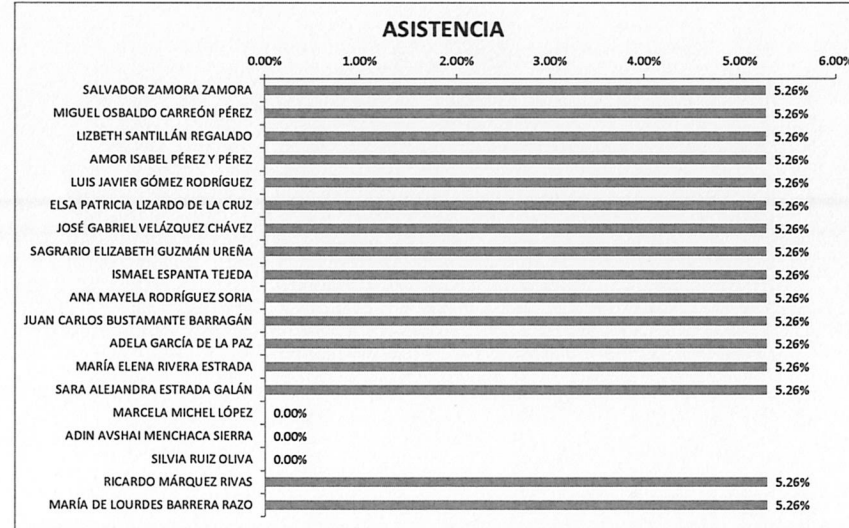 ASISTENCIA
0.00% 1.00% 2.00% 3.00% 4.00% 5.00% 6.00%
SALVADOR ZAMORA ZAMORA 5.26%
MIGUEL OSBALDO CARREÓN PÉREZ 5.26%
LIZBETH SANTILLÁN REGALADO 5.26%
AMOR ISABEL PÉREZ Y PÉREZ 5.26%
LUIS JAVIER GÓMEZ RODRÍGUEZ 5.26%
ELSA PATRICIA LIZARDO DE LA CRUZ 5.26%
JOSÉ GABRIEL VELÁZQUEZ CHÁVEZ 5.26%
SAGRARIO ELIZABETH GUZMÁN UREÑA 5.26%
ISMAEL ESPANTA TEJEDA 5.26%
ANA MAYELA RODRÍGUEZ SORIA 5.26%
JUAN CARLOS BUSTAMANTE BARRAGÁN 5.26%
ADELA GARCÍA DE LA PAZ 5.26%
MARÍA ELENA RIVERA ESTRADA 5.26%
SARA ALEJANDRA ESTRADA GALÁN 5.26%
MARCELA MICHEL LÓPEZ 0.00%
ADIN AVSHAI MENCHACA SIERRA 0.00%
SILVIA RUIZ OLIVA 0.00%
RICARDO MÁRQUEZ RIVAS 5.26%
MARÍA DE LOURDES BARRERA RAZO 5.26%